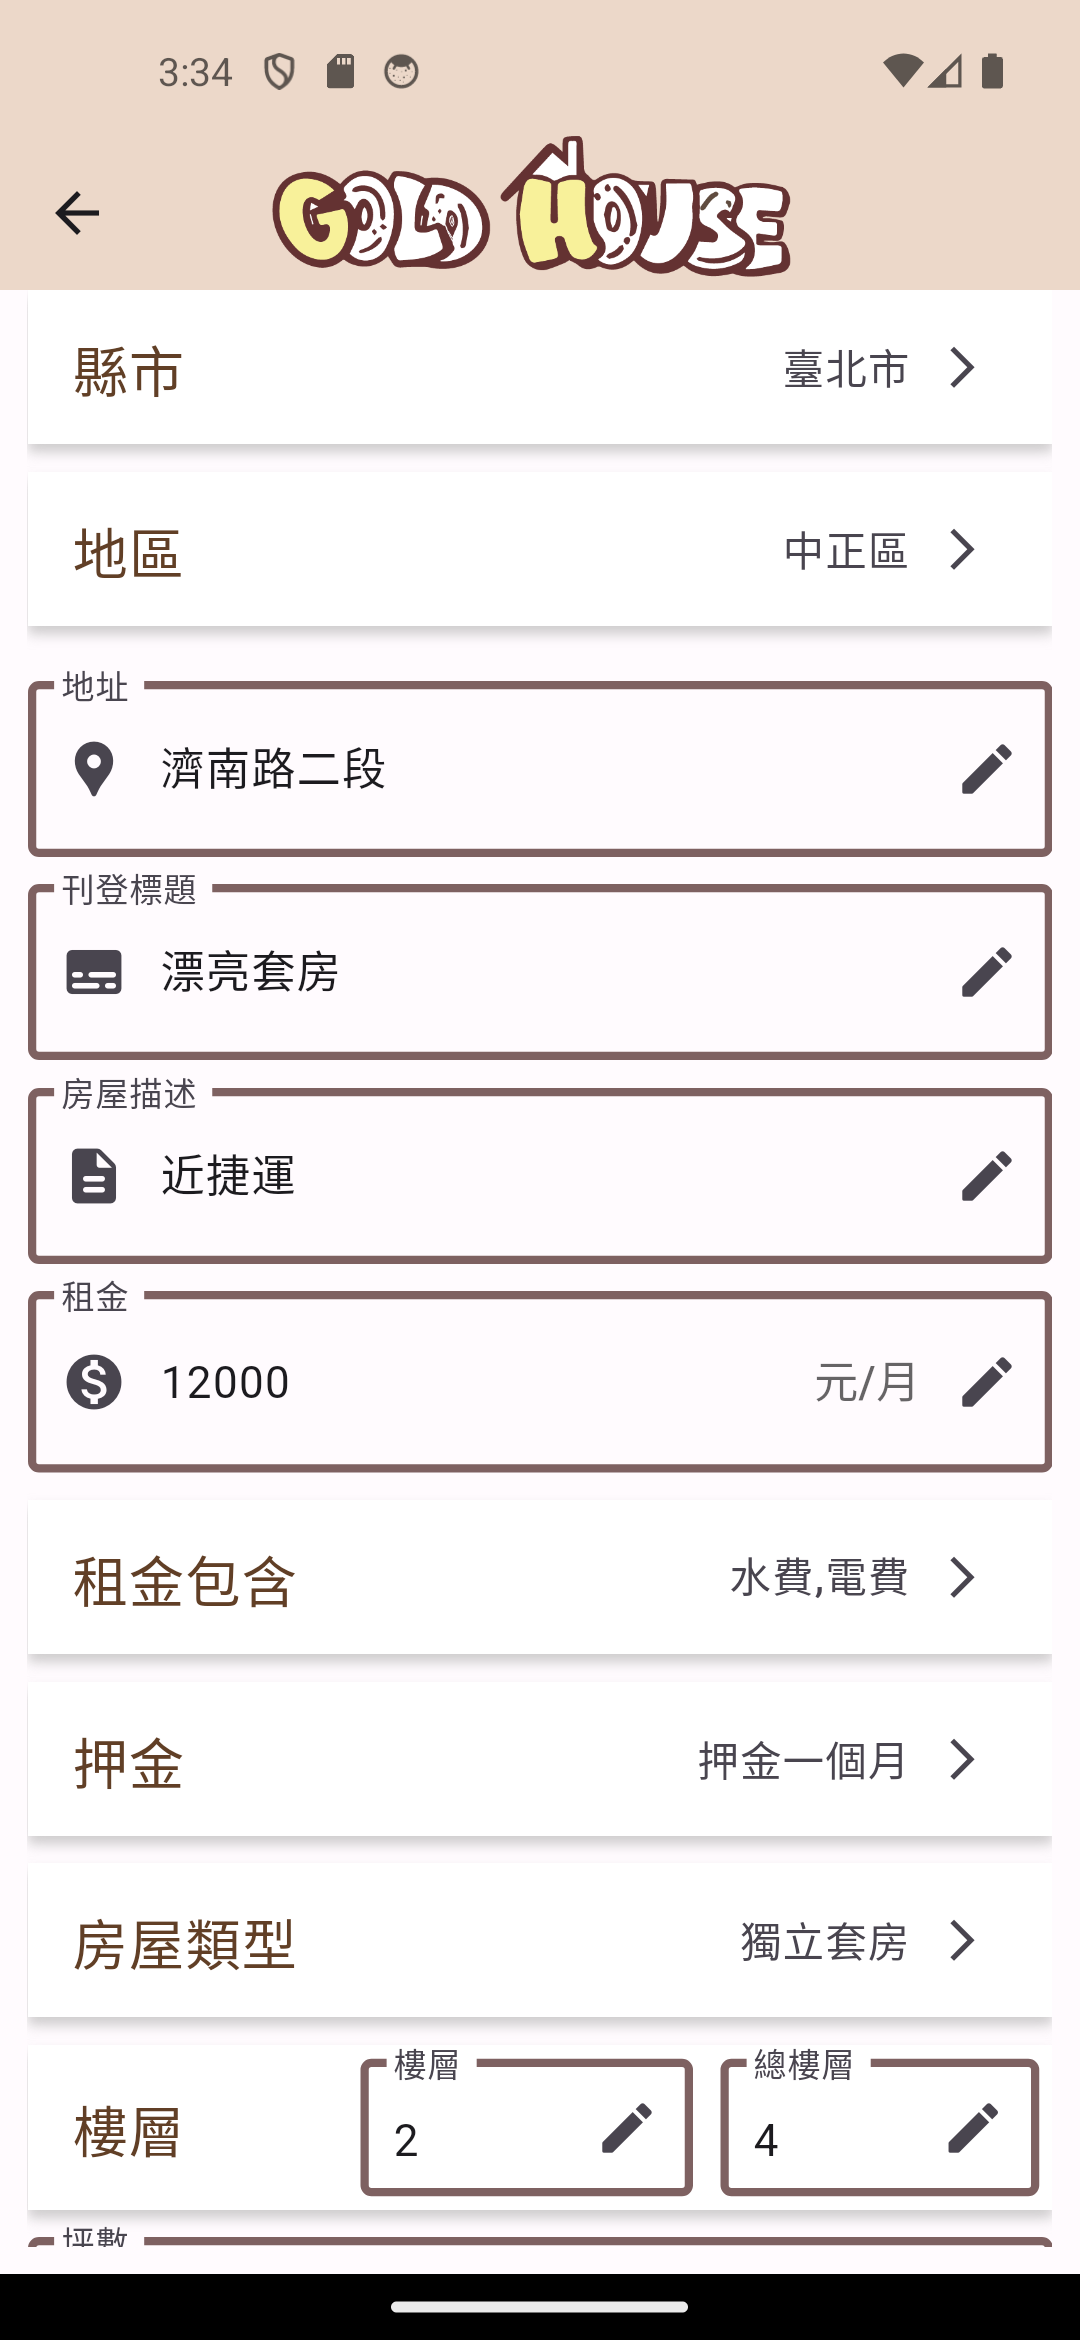 3:34
GOLD HOUSE
縣市 臺北市
地區 中正區
地址
濟南路二段
刊登標題
漂亮套房
房屋描述
近捷運
租金
12000 元/月
租金包含 水費,電費
押金 押金一個月
房屋類型 獨立套房
樓層 總樓層
樓層 2 4
坪數